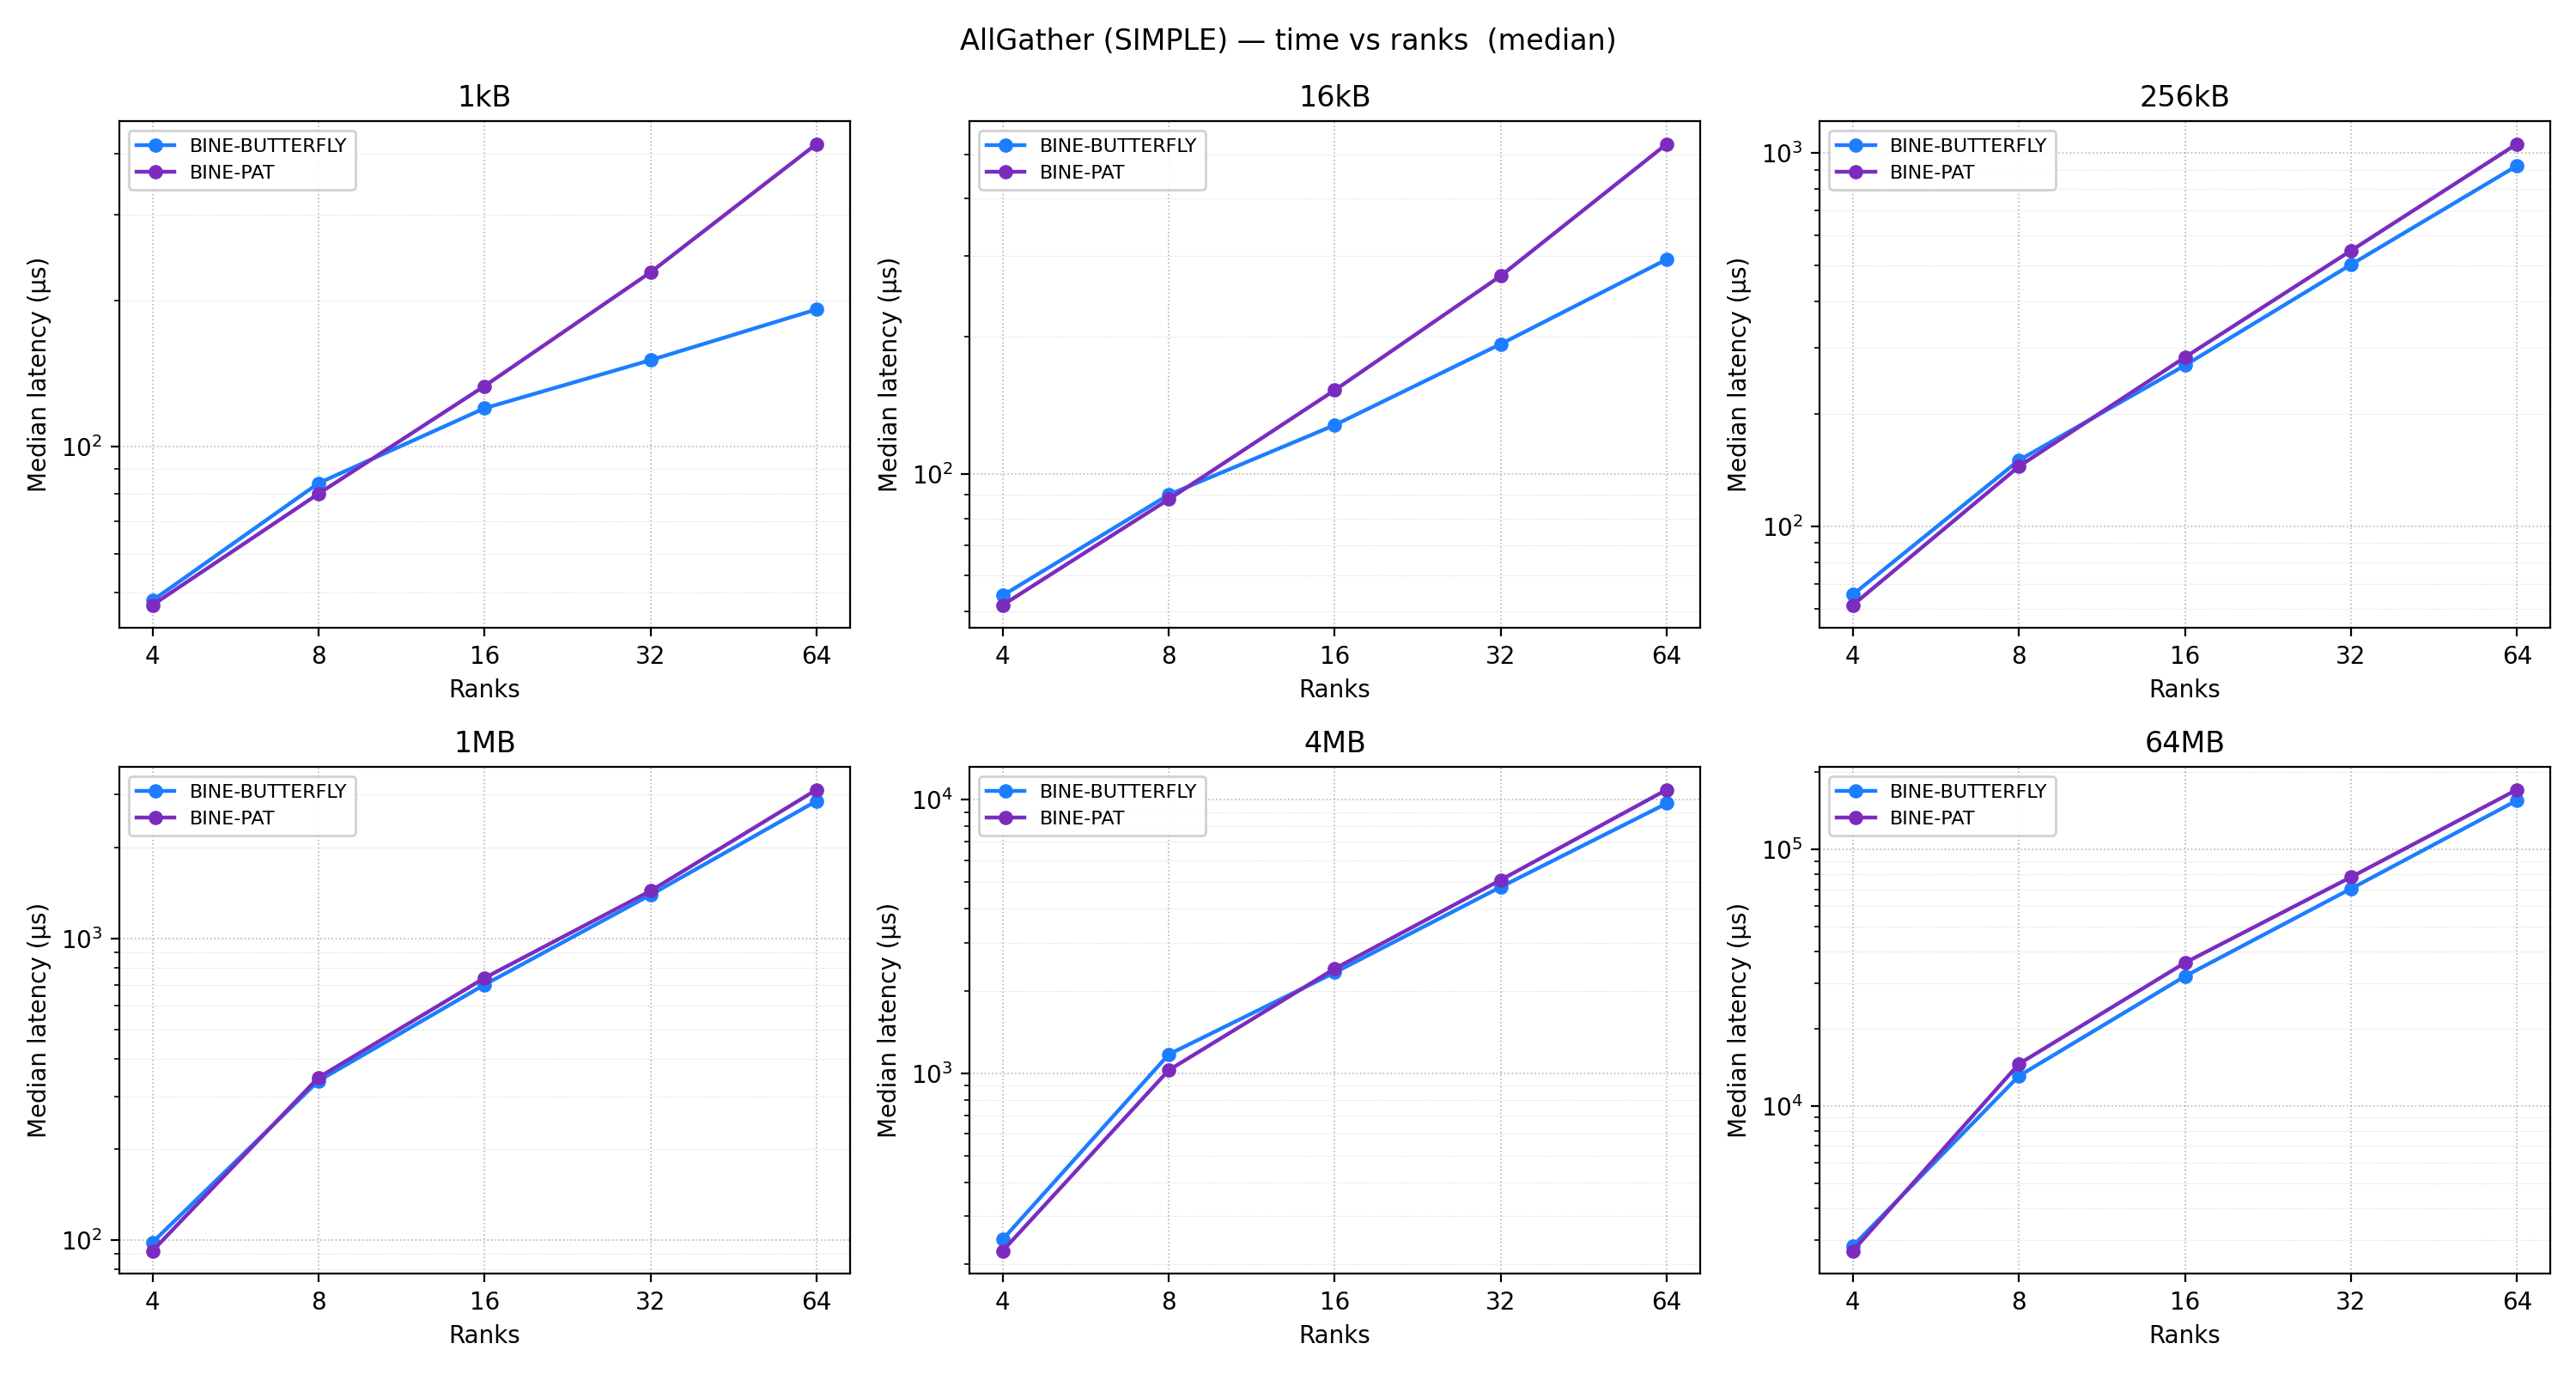 AllGather (SIMPLE) — time vs ranks  (median)
1kB
BINE-BUTTERFLY
BINE-PAT
Median latency (µs)
10²
4 8 16 32 64
Ranks
16kB
BINE-BUTTERFLY
BINE-PAT
Median latency (µs)
10²
4 8 16 32 64
Ranks
256kB
BINE-BUTTERFLY
BINE-PAT
Median latency (µs)
10³
10²
4 8 16 32 64
Ranks
1MB
BINE-BUTTERFLY
BINE-PAT
Median latency (µs)
10³
10²
4 8 16 32 64
Ranks
4MB
BINE-BUTTERFLY
BINE-PAT
Median latency (µs)
10⁴
10³
4 8 16 32 64
Ranks
64MB
BINE-BUTTERFLY
BINE-PAT
Median latency (µs)
10⁵
10⁴
4 8 16 32 64
Ranks